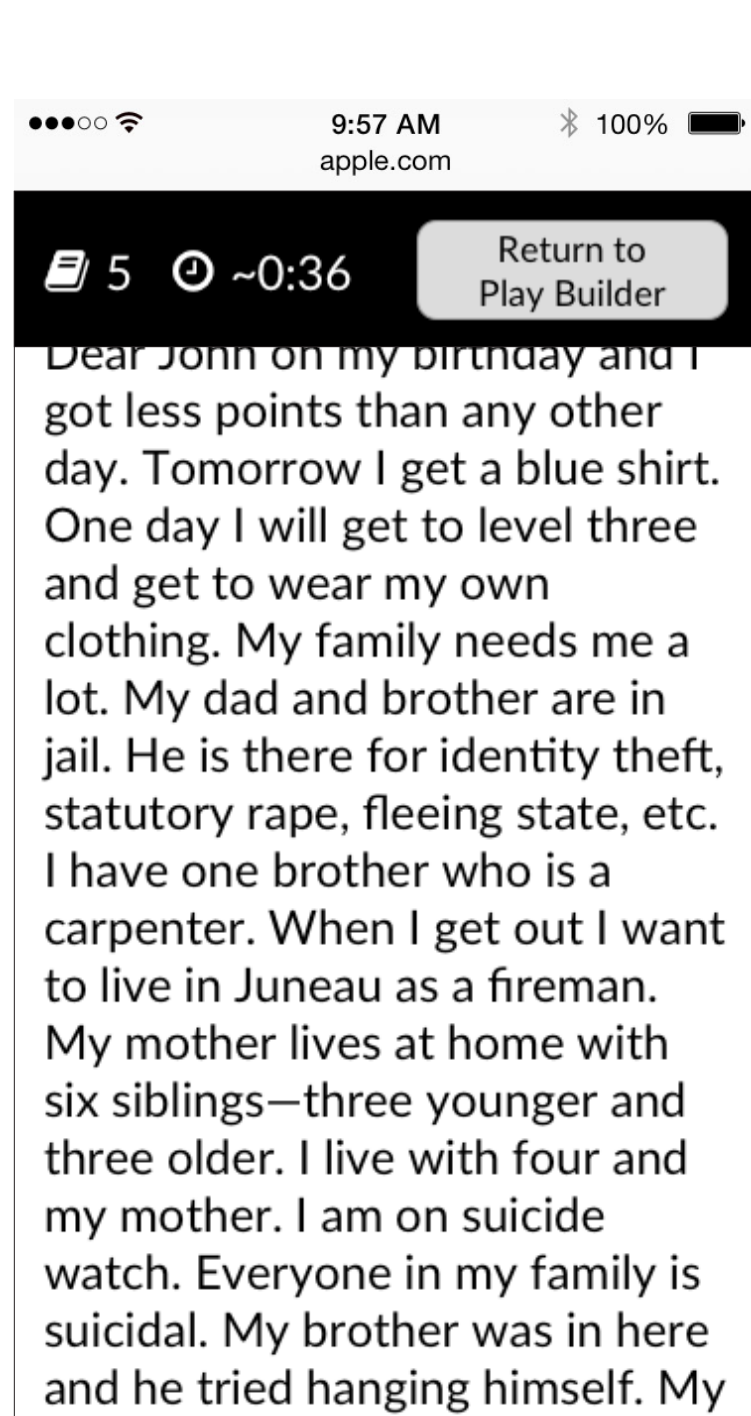 9:57 AM
100%
apple.com
5
~0:36
Return to
Play Builder
Dear John on my birthday and I
got less points than any other
day. Tomorrow I get a blue shirt.
One day I will get to level three
and get to wear my own
clothing. My family needs me a
lot. My dad and brother are in
jail. He is there for identity theft,
statutory rape, fleeing state, etc.
I have one brother who is a
carpenter. When I get out I want
to live in Juneau as a fireman.
My mother lives at home with
six siblings—three younger and
three older. I live with four and
my mother. I am on suicide
watch. Everyone in my family is
suicidal. My brother was in here
and he tried hanging himself. My